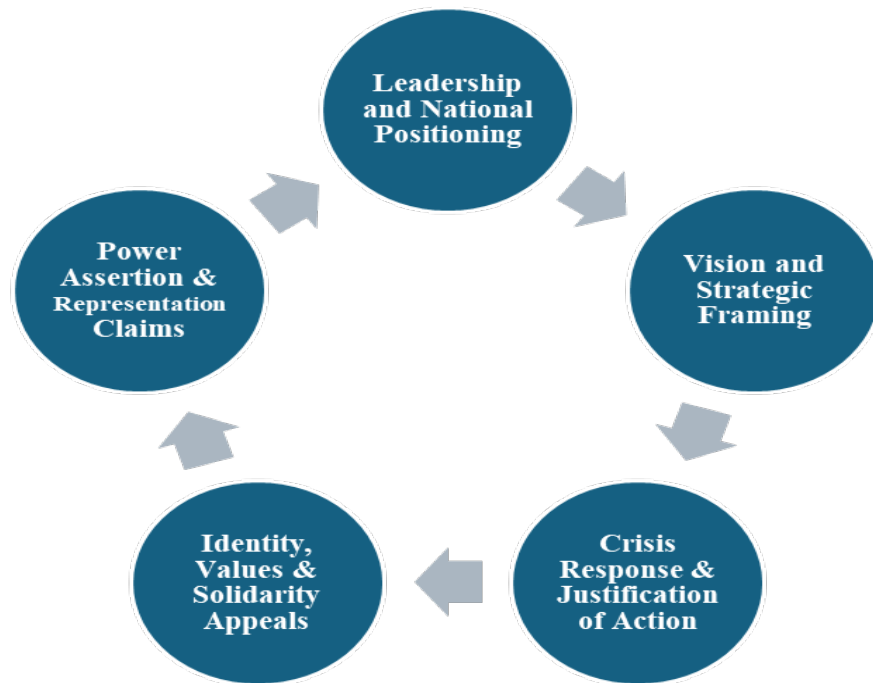 Leadership
and National
Positioning
Vision and
Strategic
Framing
Crisis
Response &
Justification
of Action
Identity,
Values &
Solidarity
Appeals
Power
Assertion &
Representation
Claims